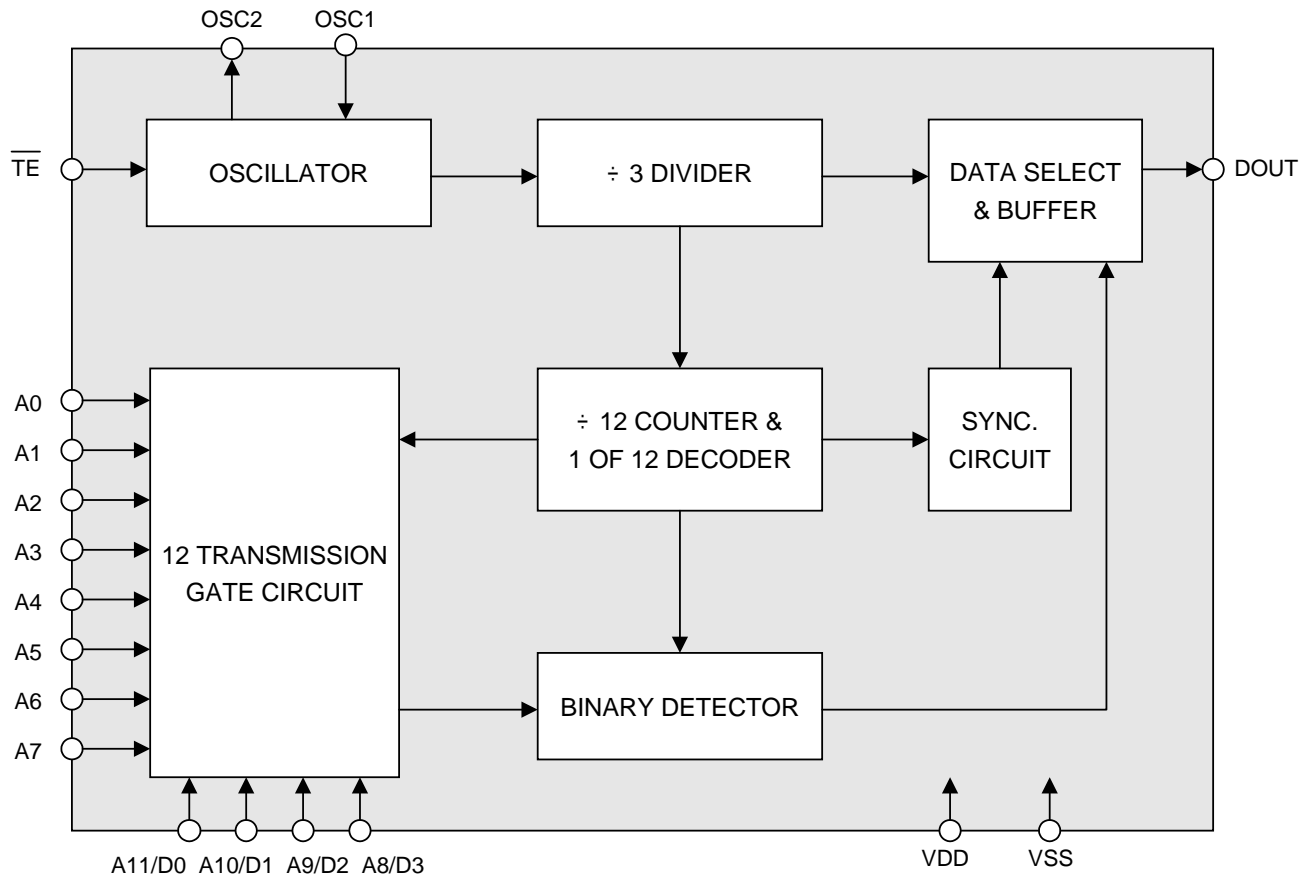 OSC2 OSC1
TE
OSCILLATOR
÷ 3 DIVIDER
DATA SELECT
& BUFFER
DOUT
A0
A1
A2
A3
A4
A5
A6
A7
12 TRANSMISSION
GATE CIRCUIT
÷ 12 COUNTER &
1 OF 12 DECODER
SYNC.
CIRCUIT
BINARY DETECTOR
A11/D0 A10/D1 A9/D2 A8/D3
VDD VSS